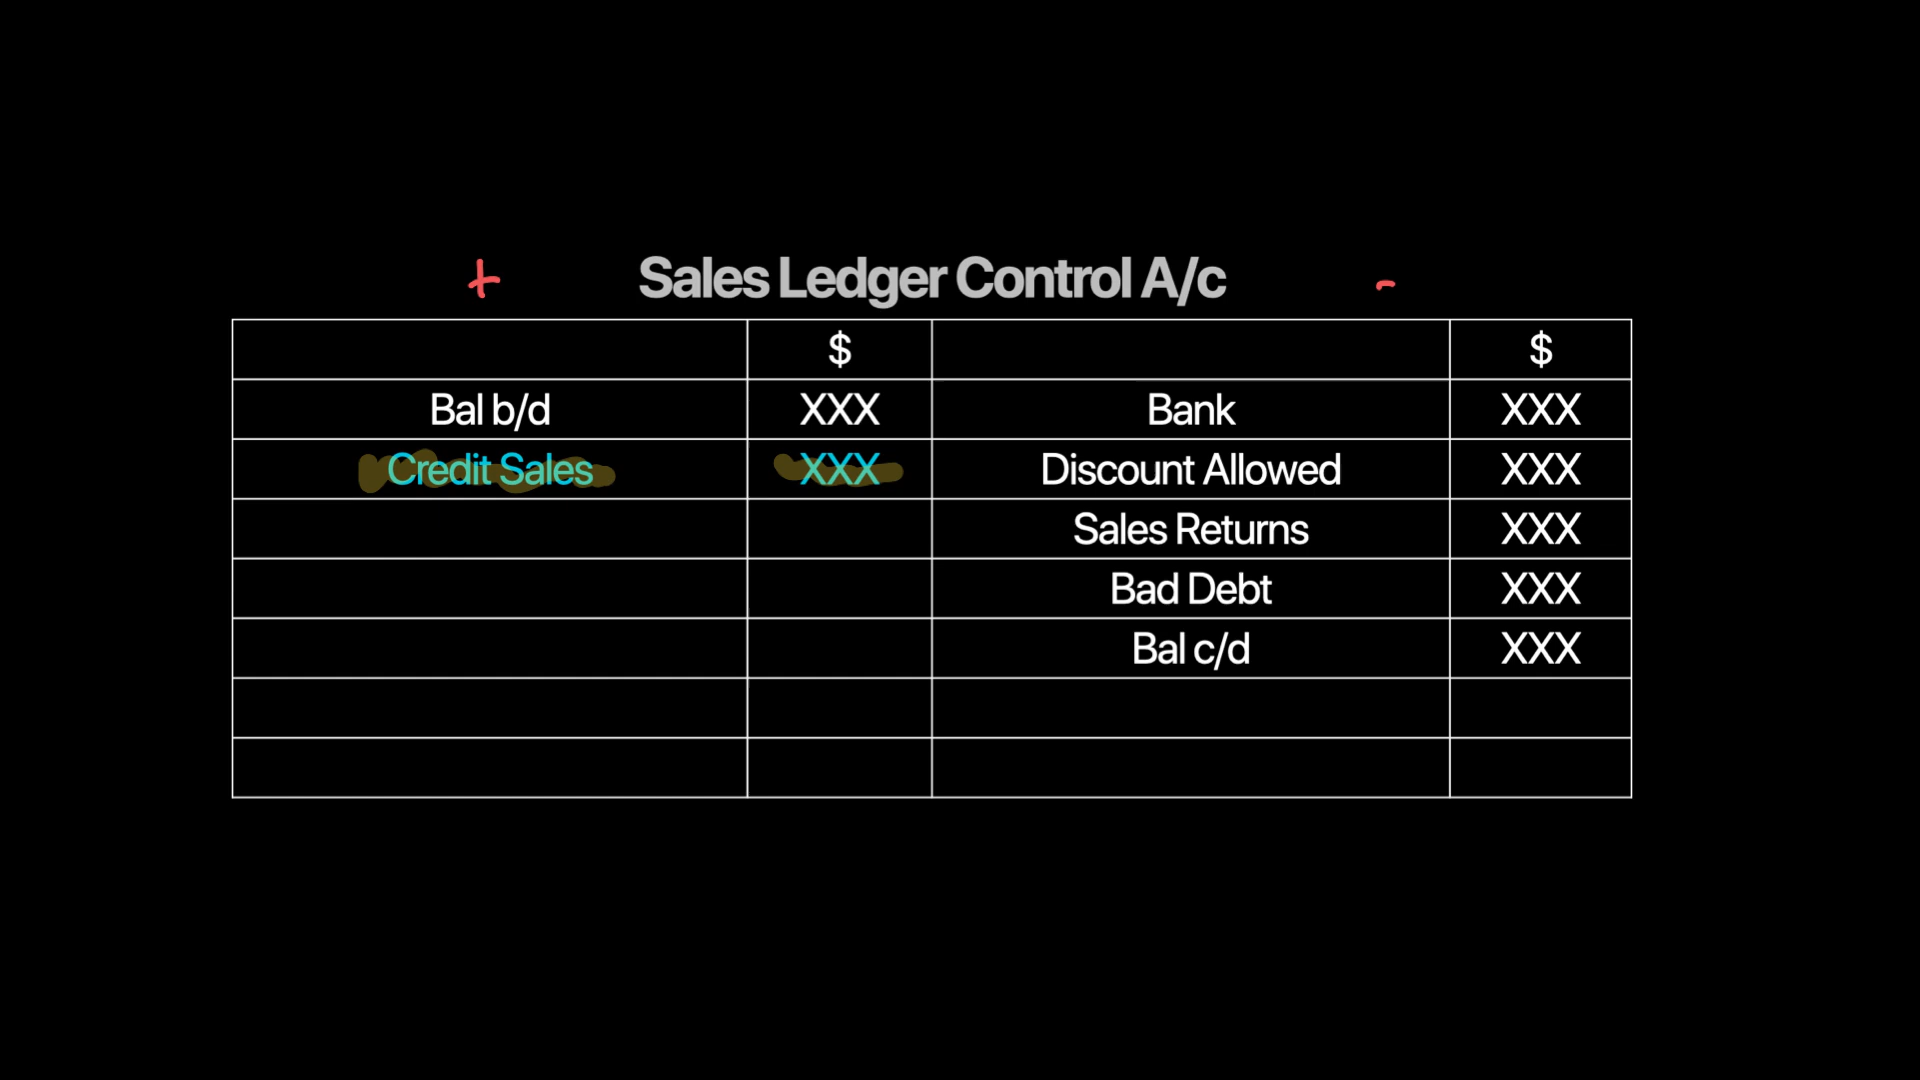 + Sales Ledger Control A/c -
$ $
Bal b/d XXX Bank XXX
Credit Sales XXX Discount Allowed XXX
Sales Returns XXX
Bad Debt XXX
Bal c/d XXX